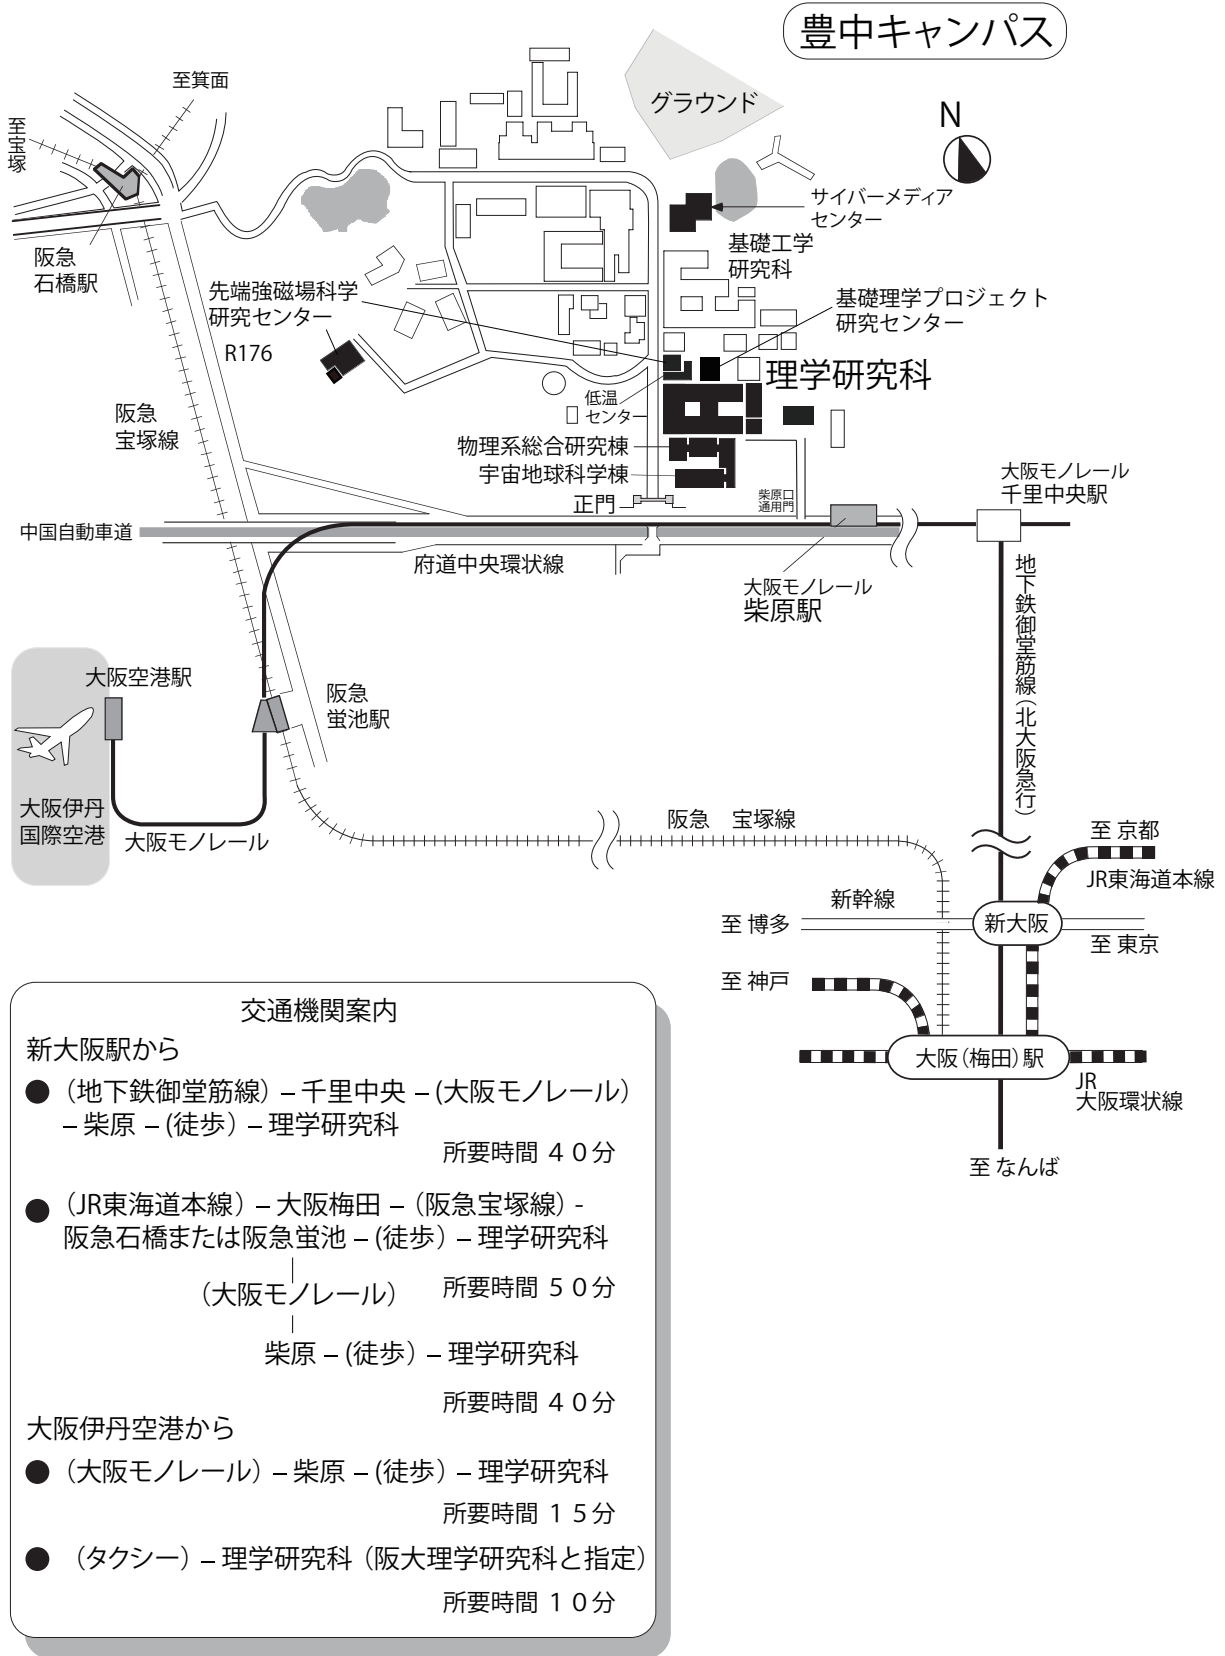 豊中キャンパス
至箕面
至宝塚
グラウンド
N
サイバーメディア
センター
阪急
石橋駅
基礎工学
研究科
先端強磁場科学
研究センター
基礎理学プロジェクト
研究センター
R176
理学研究科
低温
センター
阪急
宝塚線
物理系総合研究棟
宇宙地球科学棟
大阪モノレール
千里中央駅
正門
柴原口
通用門
中国自動車道
府道中央環状線
大阪モノレール
柴原駅
地下鉄御堂筋線(北大阪急行)
大阪空港駅
阪急
蛍池駅
大阪伊丹
国際空港
大阪モノレール
阪急 宝塚線
至 京都
JR東海道本線
新幹線
至 博多
新大阪
至 東京
至 神戸
大阪(梅田)駅
JR
大阪環状線
至 なんば
交通機関案内
新大阪駅から
● (地下鉄御堂筋線) – 千里中央 – (大阪モノレール)
– 柴原 – (徒歩) – 理学研究科
所要時間 40分
● (JR東海道本線) – 大阪梅田 – (阪急宝塚線) -
阪急石橋または阪急蛍池 – (徒歩) – 理学研究科
所要時間 50分
(大阪モノレール)
柴原 – (徒歩) – 理学研究科
所要時間 40分
大阪伊丹空港から
● (大阪モノレール) – 柴原 – (徒歩) – 理学研究科
所要時間 15分
● (タクシー) – 理学研究科 (阪大理学研究科と指定)
所要時間 10分